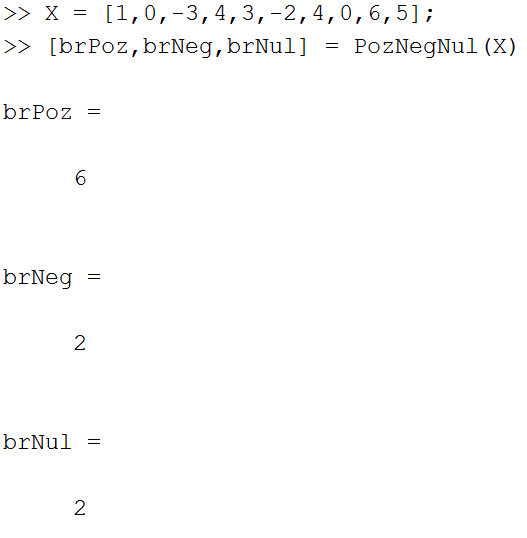 >> X = [1,0,-3,4,3,-2,4,0,6,5];
>> [brPoz,brNeg,brNul] = PozNegNul(X)
brPoz =
6
brNeg =
2
brNul =
2